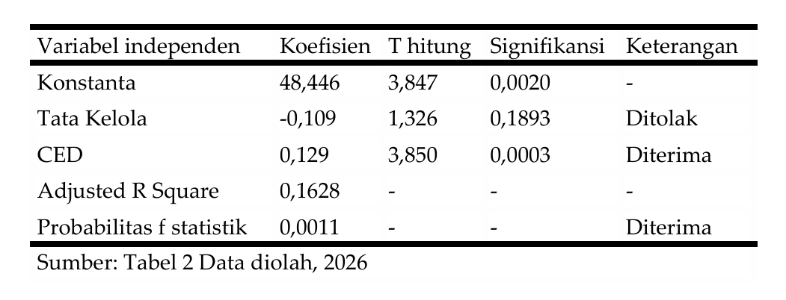 Variabel independen Koefisien T hitung Signifikansi Keterangan
Konstanta 48,446 3,847 0,0020 -
Tata Kelola -0,109 1,326 0,1893 Ditolak
CED 0,129 3,850 0,0003 Diterima
Adjusted R Square 0,1628 - - -
Probabilitas f statistik 0,0011 - - Diterima
Sumber: Tabel 2 Data diolah, 2026